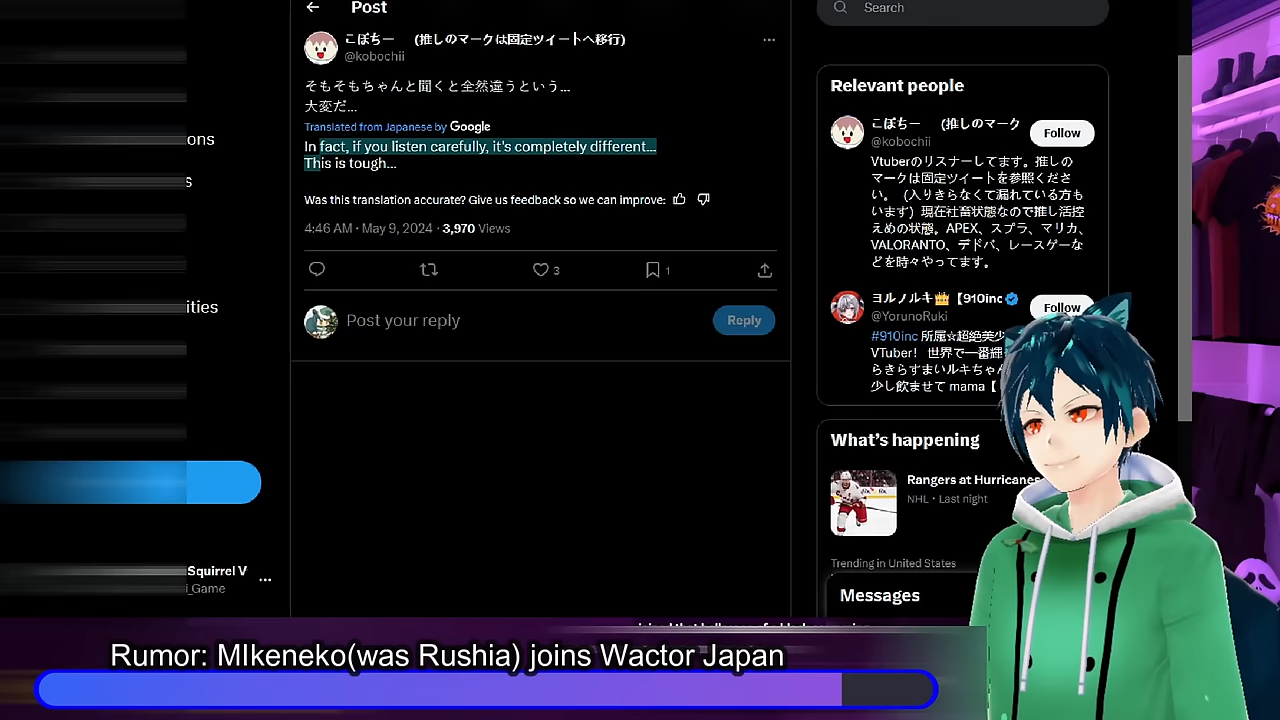 Post
Search
こぼちー　(推しのマークは固定ツイートへ移行)
@kobochii
そもそもちゃんと聞くと全然違うという...
大変だ...
Translated from Japanese by Google
In fact, if you listen carefully, it's completely different...
This is tough...
Was this translation accurate? Give us feedback so we can improve:
4:46 AM · May 9, 2024 · 3,970 Views
3
1
Post your reply
Reply
ons
s
ities
Squirrel V
i_Game
Relevant people
こぼちー　(推しのマーク
@kobochii
Follow
Vtuberのリスナーしてます。推しの
マークは固定ツイートを参照くださ
い。（入りきらなくて漏れている方も
います）現在社畜状態なので推し活控
えめの状態。APEX、スプラ、マリカ、
VALORANTO、デドバ、レースゲーな
どを時々やってます。
ヨルノルキ👑【910inc
@YorunoRuki
Follow
#910inc 所属☆超絶美少
VTuber！ 世界で一番輝
らきらすまいルキちゃん
少し飲ませて mama【
What's happening
Rangers at Hurricanes
NHL · Last night
Trending in United States
Messages
Rumor: MIkeneko(was Rushia) joins Wactor Japan